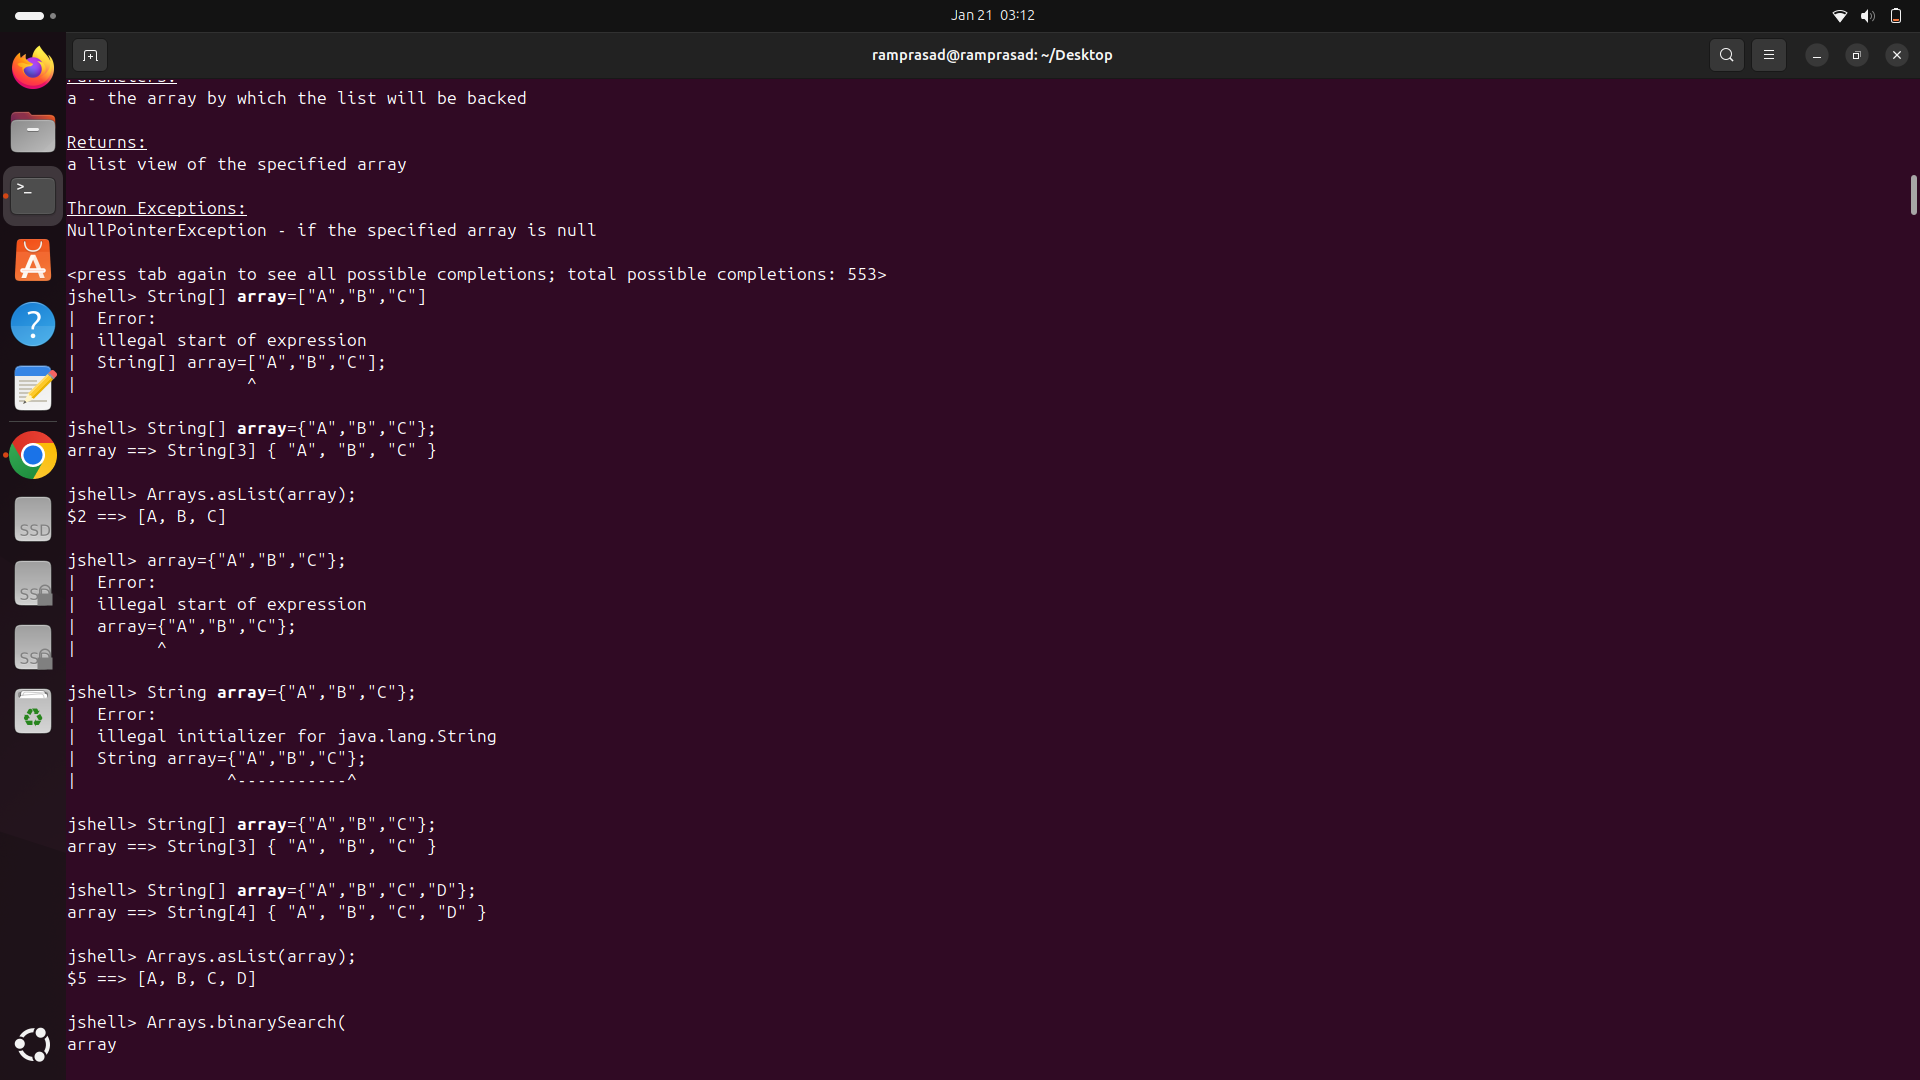 Jan 21 03:12
ramprasad@ramprasad: ~/Desktop
Parameters:
a - the array by which the list will be backed
Returns:
a list view of the specified array
Thrown Exceptions:
NullPointerException - if the specified array is null
<press tab again to see all possible completions; total possible completions: 553>
jshell> String[] array=["A","B","C"]
|  Error:
|  illegal start of expression
|  String[] array=["A","B","C"];
|                 ^
jshell> String[] array={"A","B","C"};
array ==> String[3] { "A", "B", "C" }
jshell> Arrays.asList(array);
$2 ==> [A, B, C]
jshell> array={"A","B","C"};
|  Error:
|  illegal start of expression
|  array={"A","B","C"};
|        ^
jshell> String array={"A","B","C"};
|  Error:
|  illegal initializer for java.lang.String
|  String array={"A","B","C"};
|               ^-----------^
jshell> String[] array={"A","B","C"};
array ==> String[3] { "A", "B", "C" }
jshell> String[] array={"A","B","C","D"};
array ==> String[4] { "A", "B", "C", "D" }
jshell> Arrays.asList(array);
$5 ==> [A, B, C, D]
jshell> Arrays.binarySearch(
array
>_
?
SSD
SSD
SSD